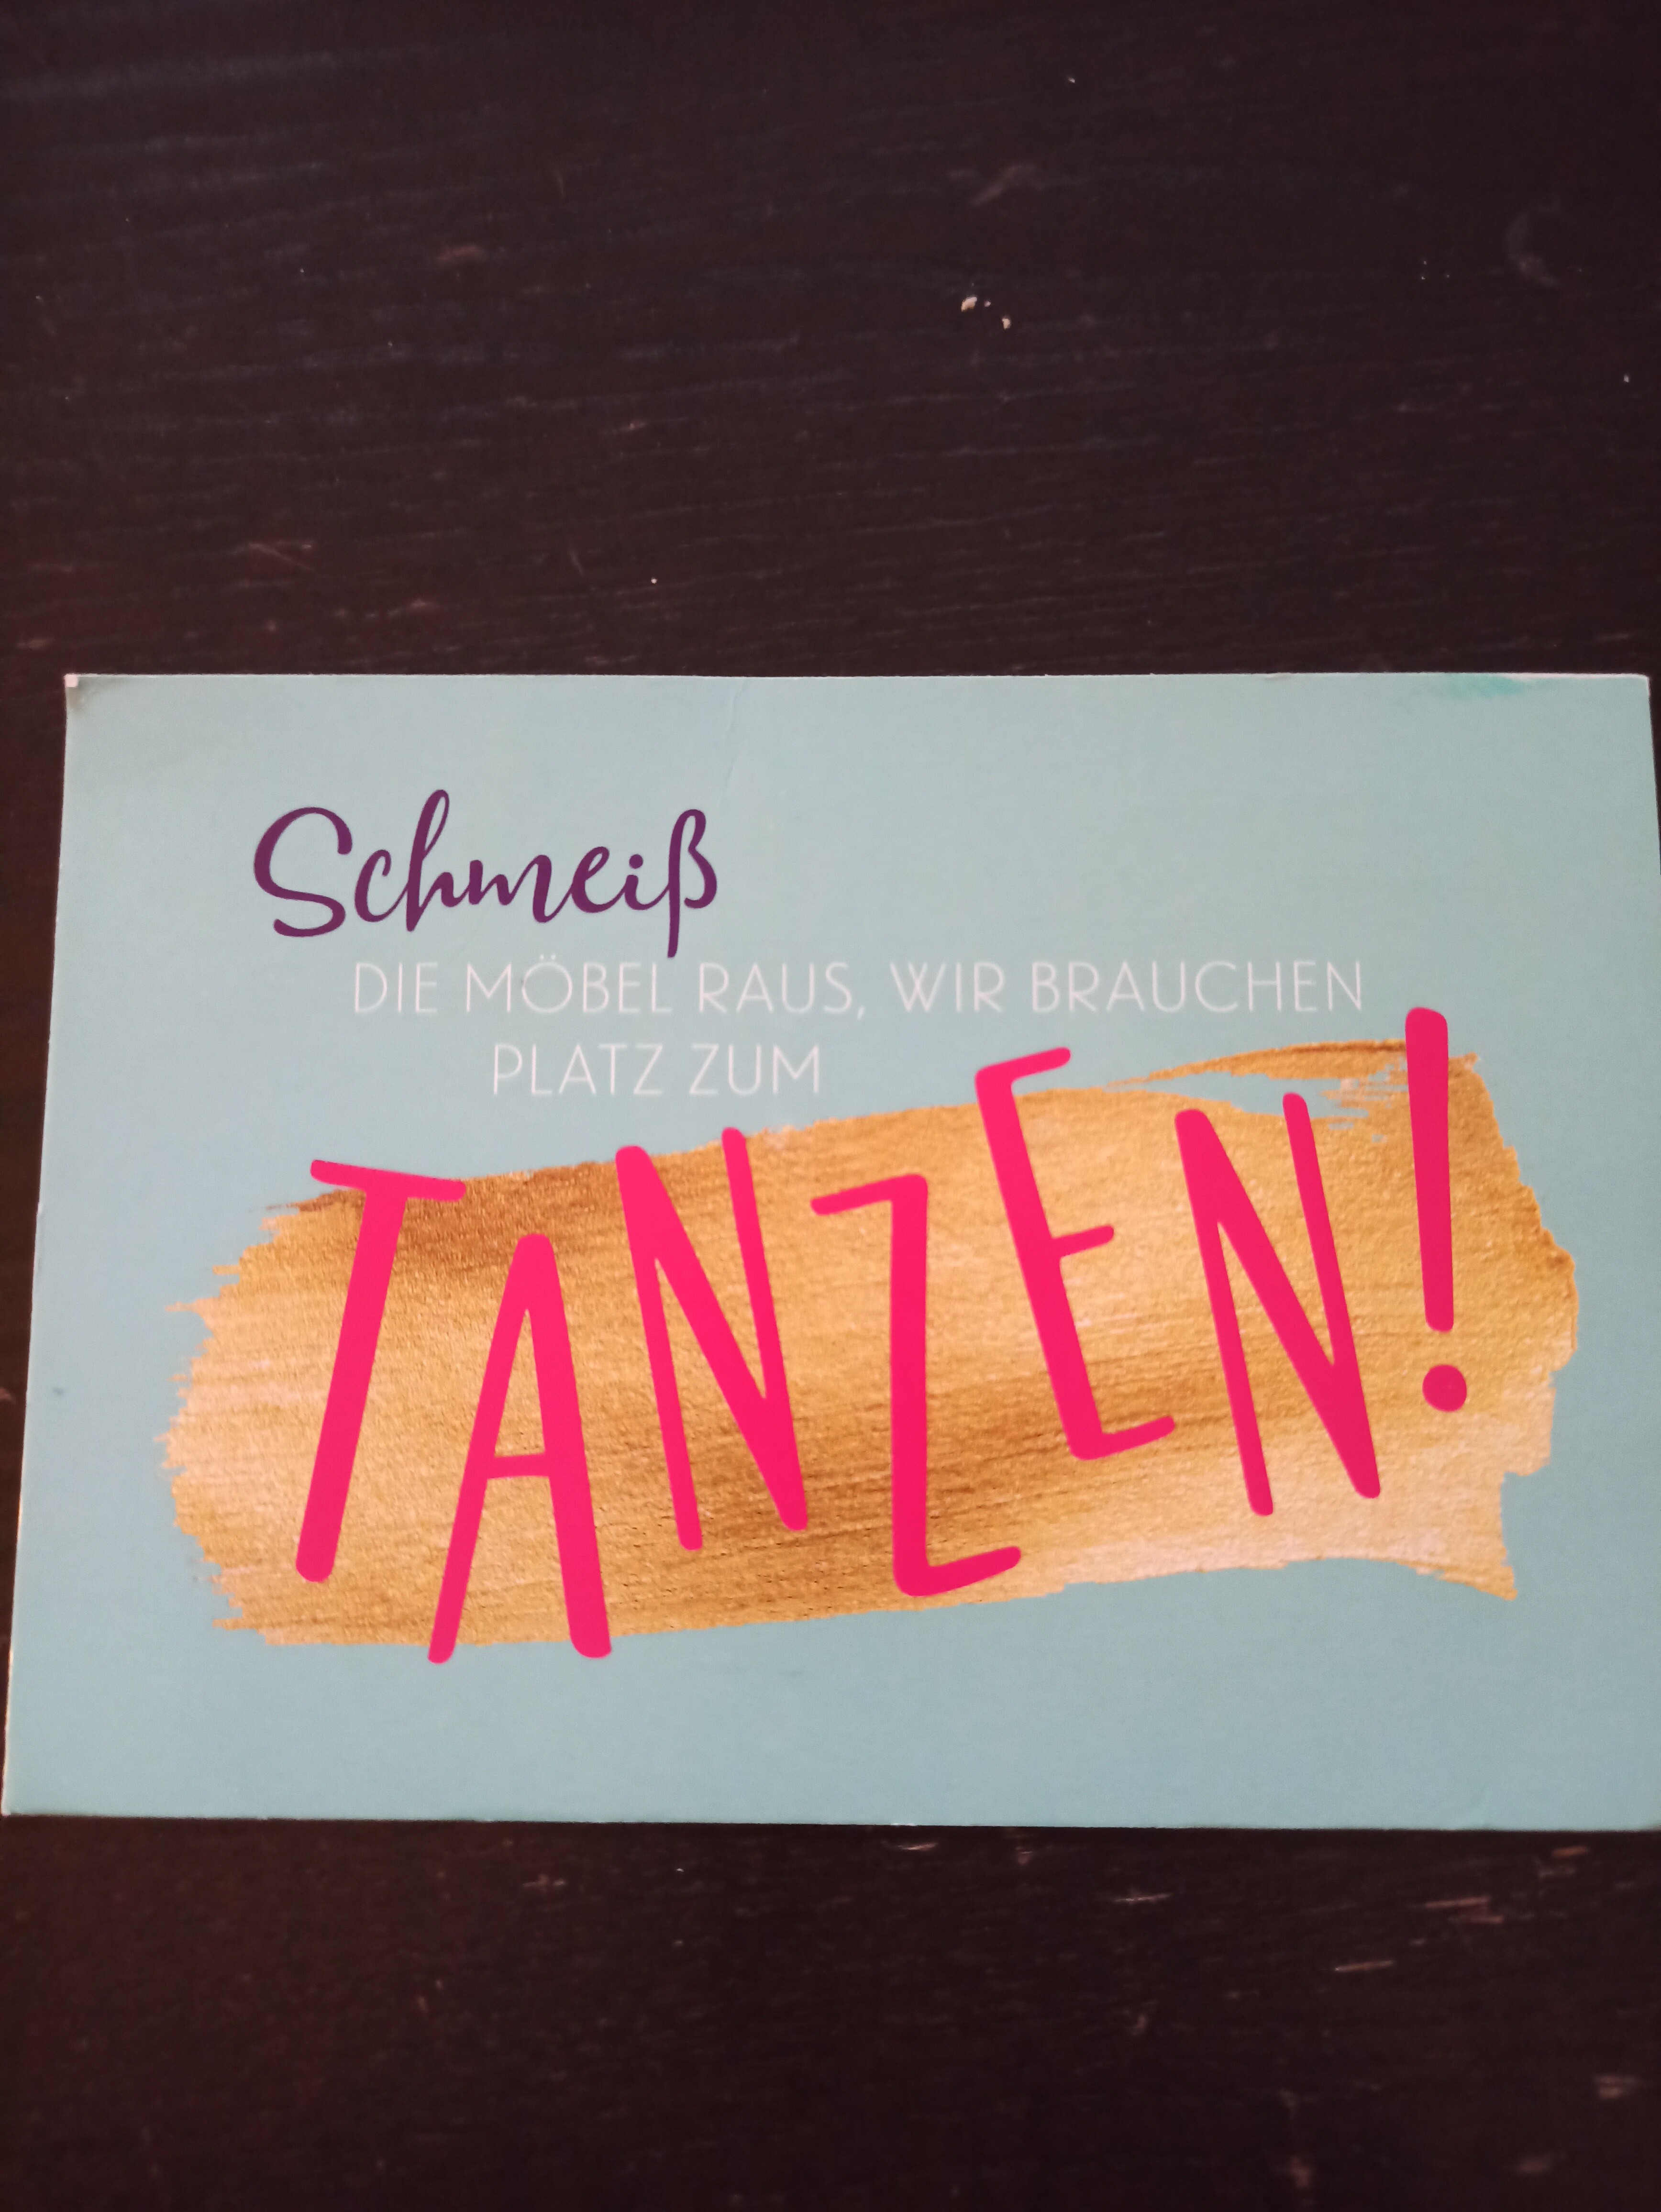 Schmeiß
DIE MÖBEL RAUS, WIR BRAUCHEN
PLATZ ZUM
TANZEN!